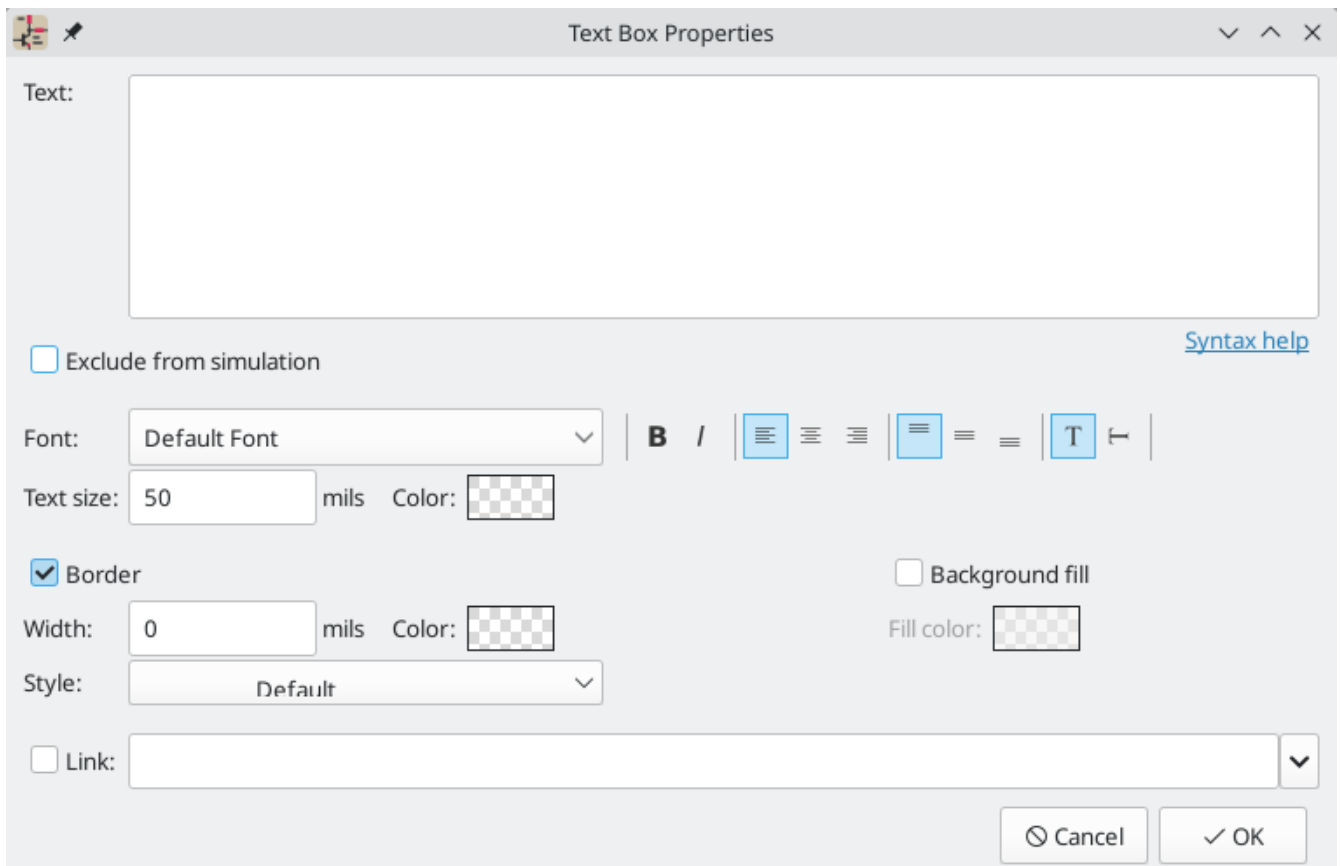 Text Box Properties
Text:
Syntax help
Exclude from simulation
Font: Default Font B I T T
Text size: 50 mils Color:
Border Background fill
Width: 0 mils Color: Fill color:
Style: Default
Link:
Cancel OK